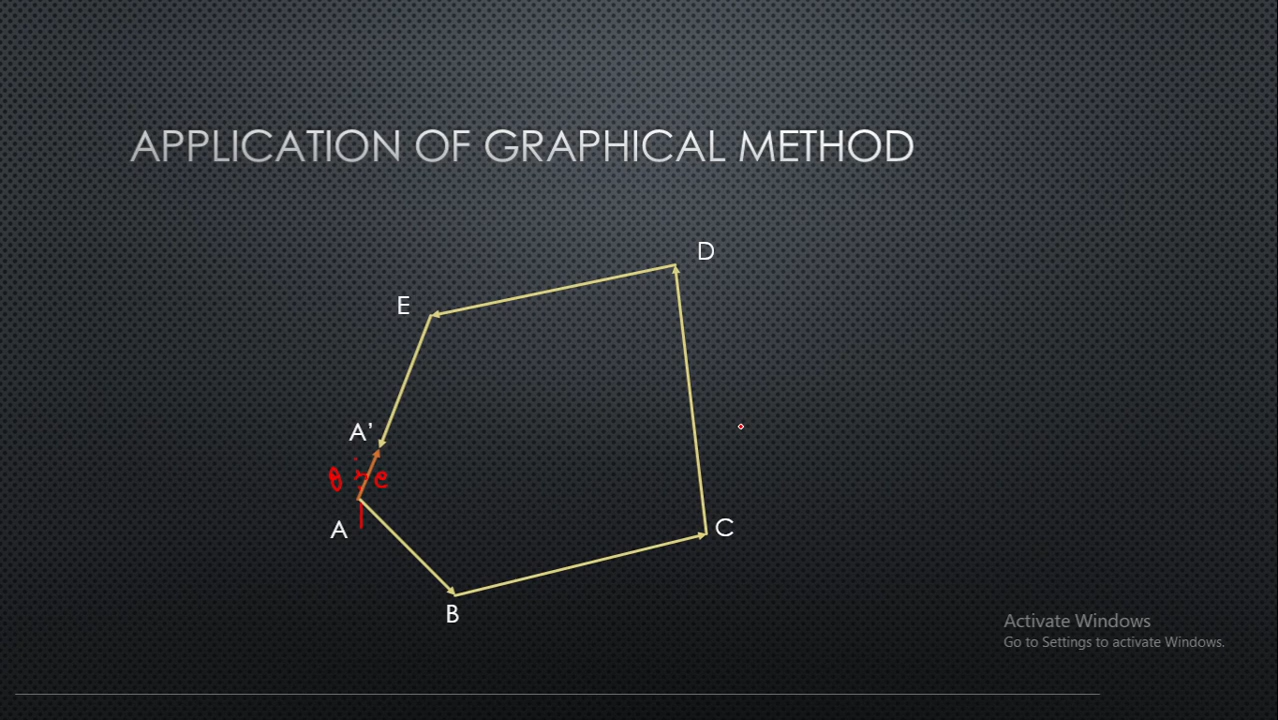 APPLICATION OF GRAPHICAL METHOD
D
E
A’
θ e
A
C
B
Activate Windows
Go to Settings to activate Windows.